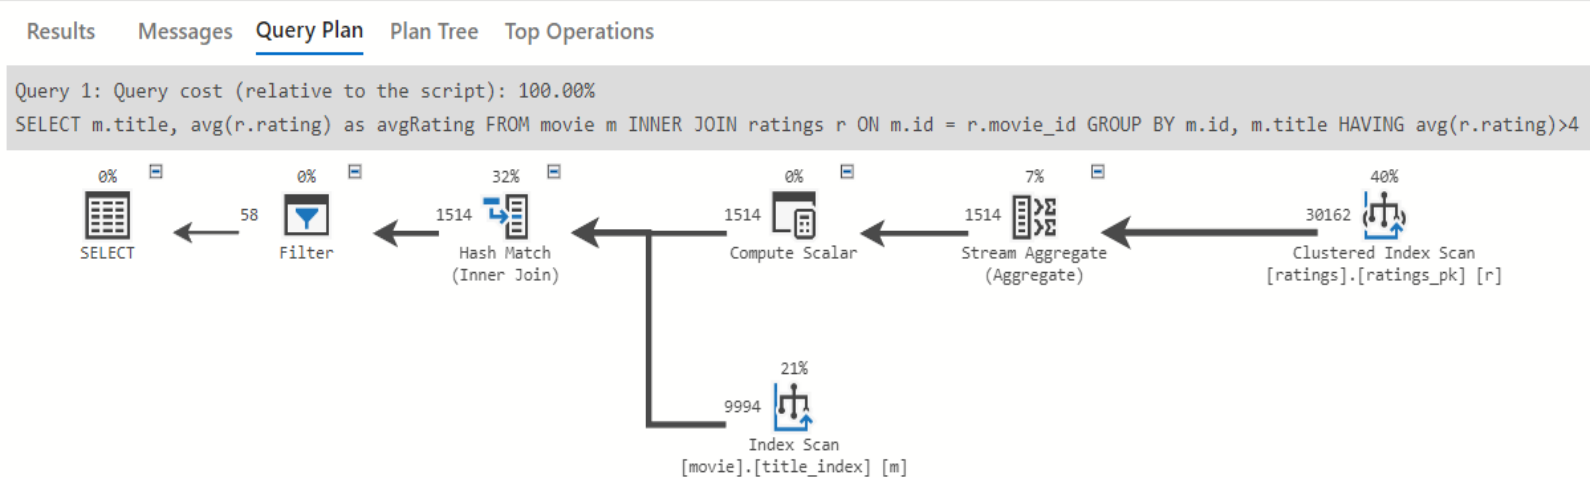 Results Messages Query Plan Plan Tree Top Operations
Query 1: Query cost (relative to the script): 100.00%
SELECT m.title, avg(r.rating) as avgRating FROM movie m INNER JOIN ratings r ON m.id = r.movie_id GROUP BY m.id, m.title HAVING avg(r.rating)>4
0%
SELECT
58
0%
Filter
1514
32%
Hash Match
(Inner Join)
1514
0%
Compute Scalar
1514
7%
Stream Aggregate
(Aggregate)
30162
40%
Clustered Index Scan
[ratings].[ratings_pk] [r]
9994
21%
Index Scan
[movie].[title_index] [m]